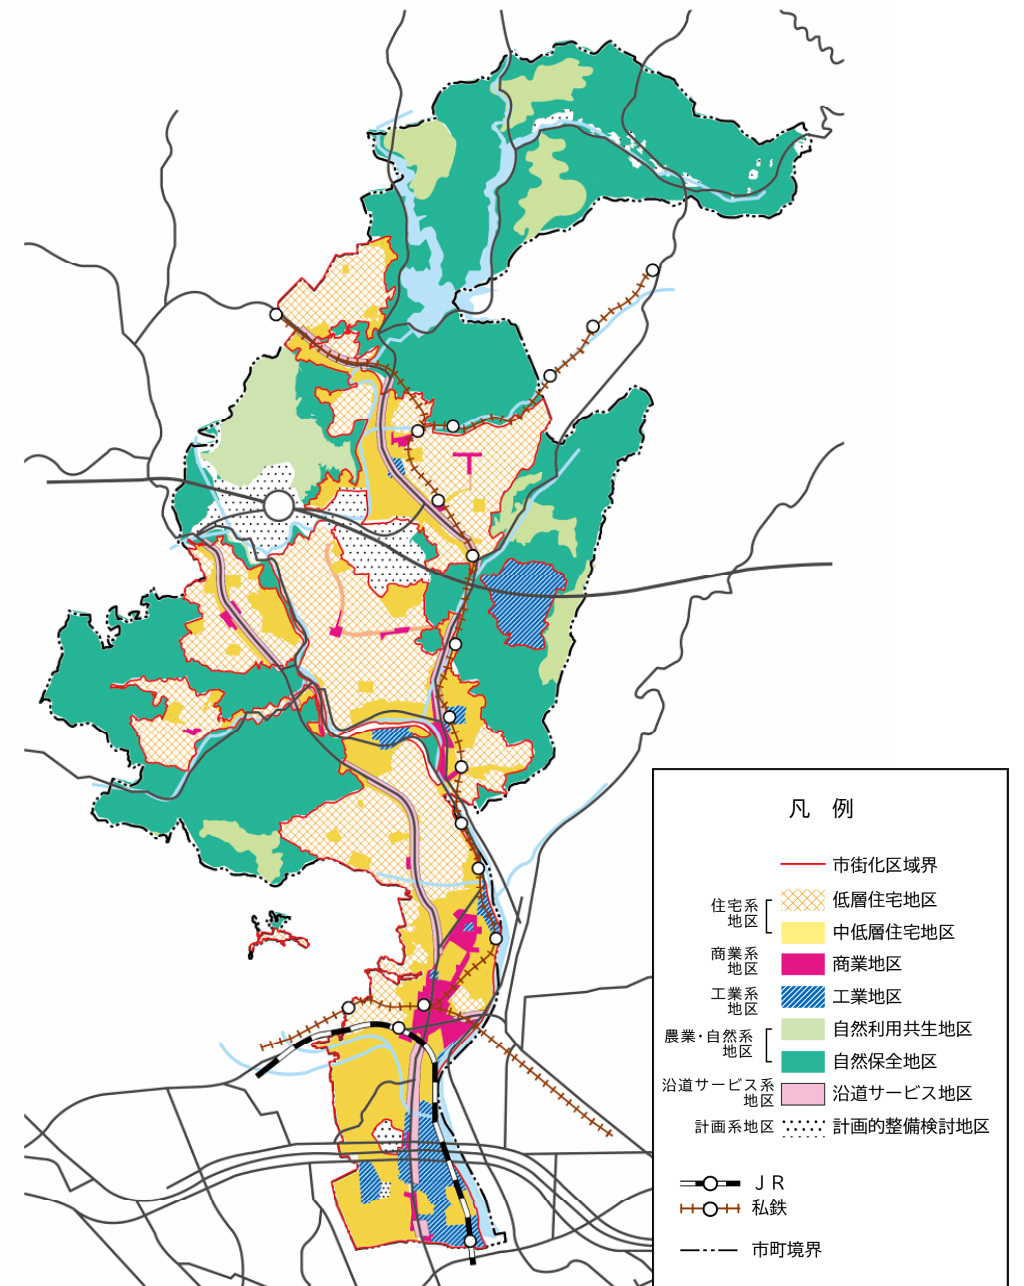 凡 例
市街化区域界
住宅系
地区
低層住宅地区
中低層住宅地区
商業系
地区
商業地区
工業系
地区
工業地区
農業・自然系
地区
自然利用共生地区
自然保全地区
沿道サービス系
地区
沿道サービス地区
計画系地区
計画的整備検討地区
ＪＲ
私鉄
市町境界